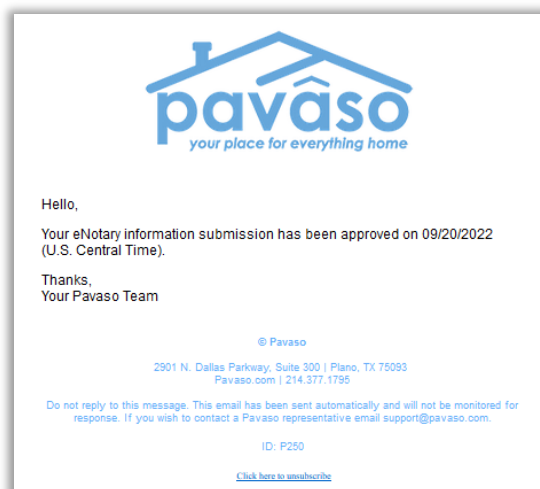 pavâso
your place for everything home
Hello,
Your eNotary information submission has been approved on 09/20/2022
(U.S. Central Time).
Thanks,
Your Pavaso Team
© Pavaso
2901 N. Dallas Parkway, Suite 300 | Plano, TX 75093
Pavaso.com | 214.377.1795
Do not reply to this message. This email has been sent automatically and will not be monitored for
response. If you wish to contact a Pavaso representative email support@pavaso.com.
ID: P250
Click here to unsubscribe